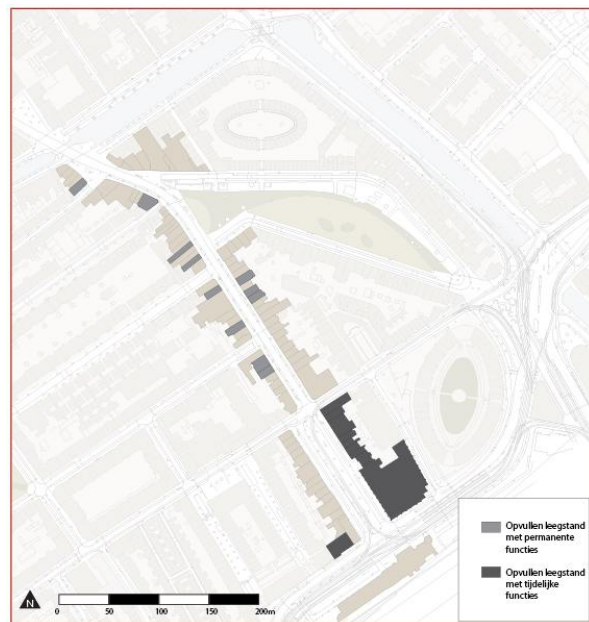 Opvullen leegstand
met permanente
functies
Opvullen leegstand
met tijdelijke
functies
N
0 50 100 150 200m